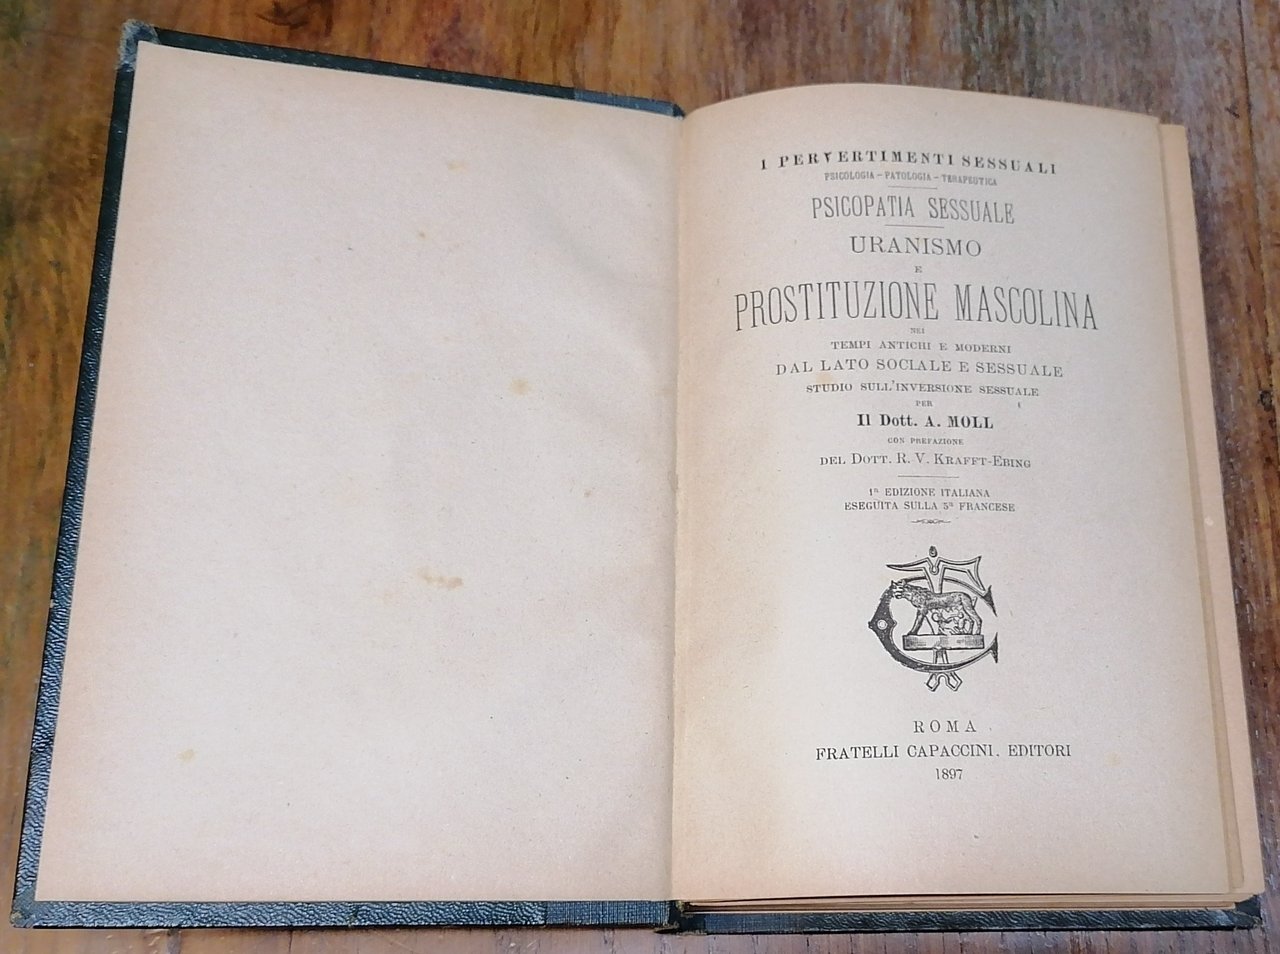 I PERVERTIMENTI SESSUALI
PSICOLOGIA – PATOLOGIA – TERAPEUTICA
PSICOPATIA SESSUALE
URANISMO
E
PROSTITUZIONE MASCOLINA
NEI
TEMPI ANTICHI E MODERNI
DAL LATO SOCIALE E SESSUALE
STUDIO SULL'INVERSIONE SESSUALE
PER
Il Dott. A. MOLL
CON PREFAZIONE
DEL DOTT. R. V. KRAFFT-EBING
1ª EDIZIONE ITALIANA
ESEGUITA SULLA 5ª FRANCESE
ROMA
FRATELLI CAPACCINI. EDITORI
1897